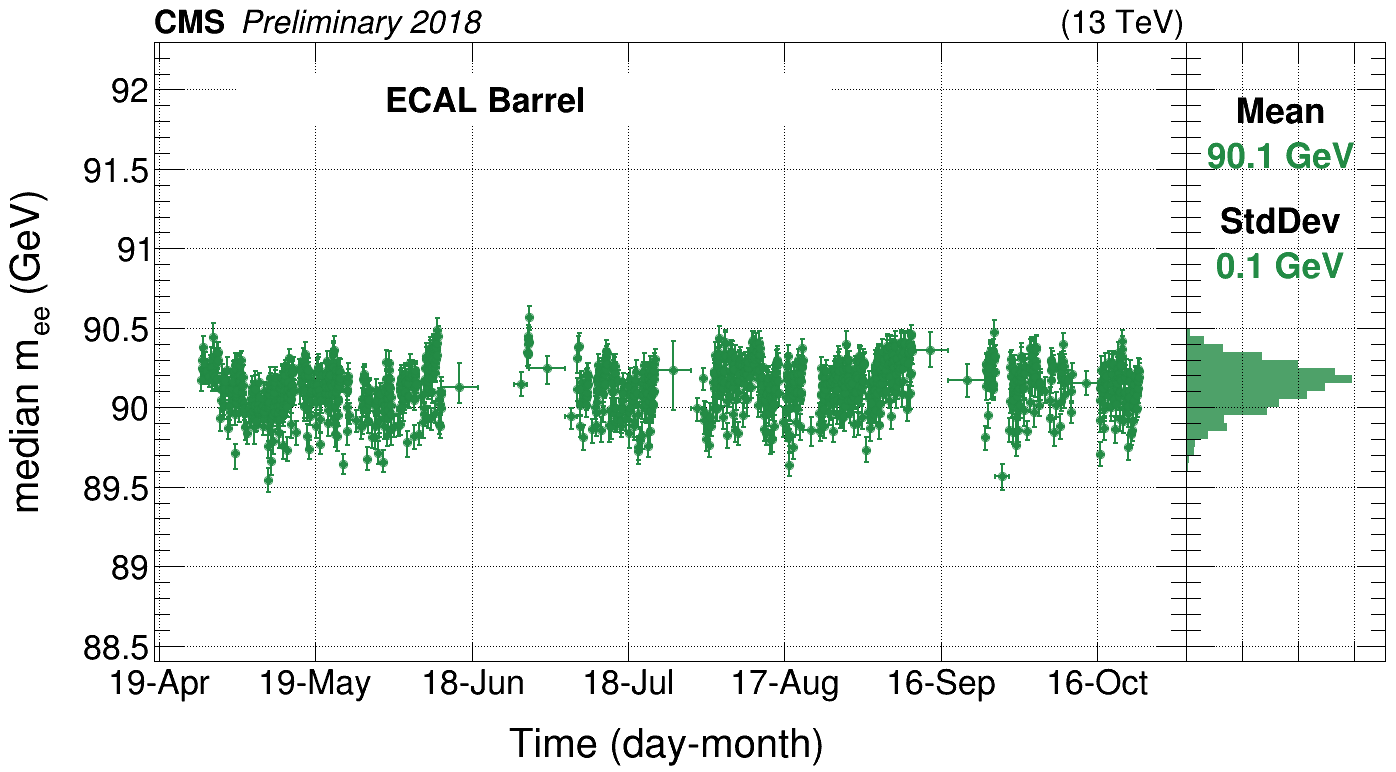 CMS Preliminary 2018 (13 TeV)
ECAL Barrel
Mean
90.1 GeV
StdDev
0.1 GeV
median mee (GeV)
92
91.5
91
90.5
90
89.5
89
88.5
19-Apr 19-May 18-Jun 18-Jul 17-Aug 16-Sep 16-Oct
Time (day-month)